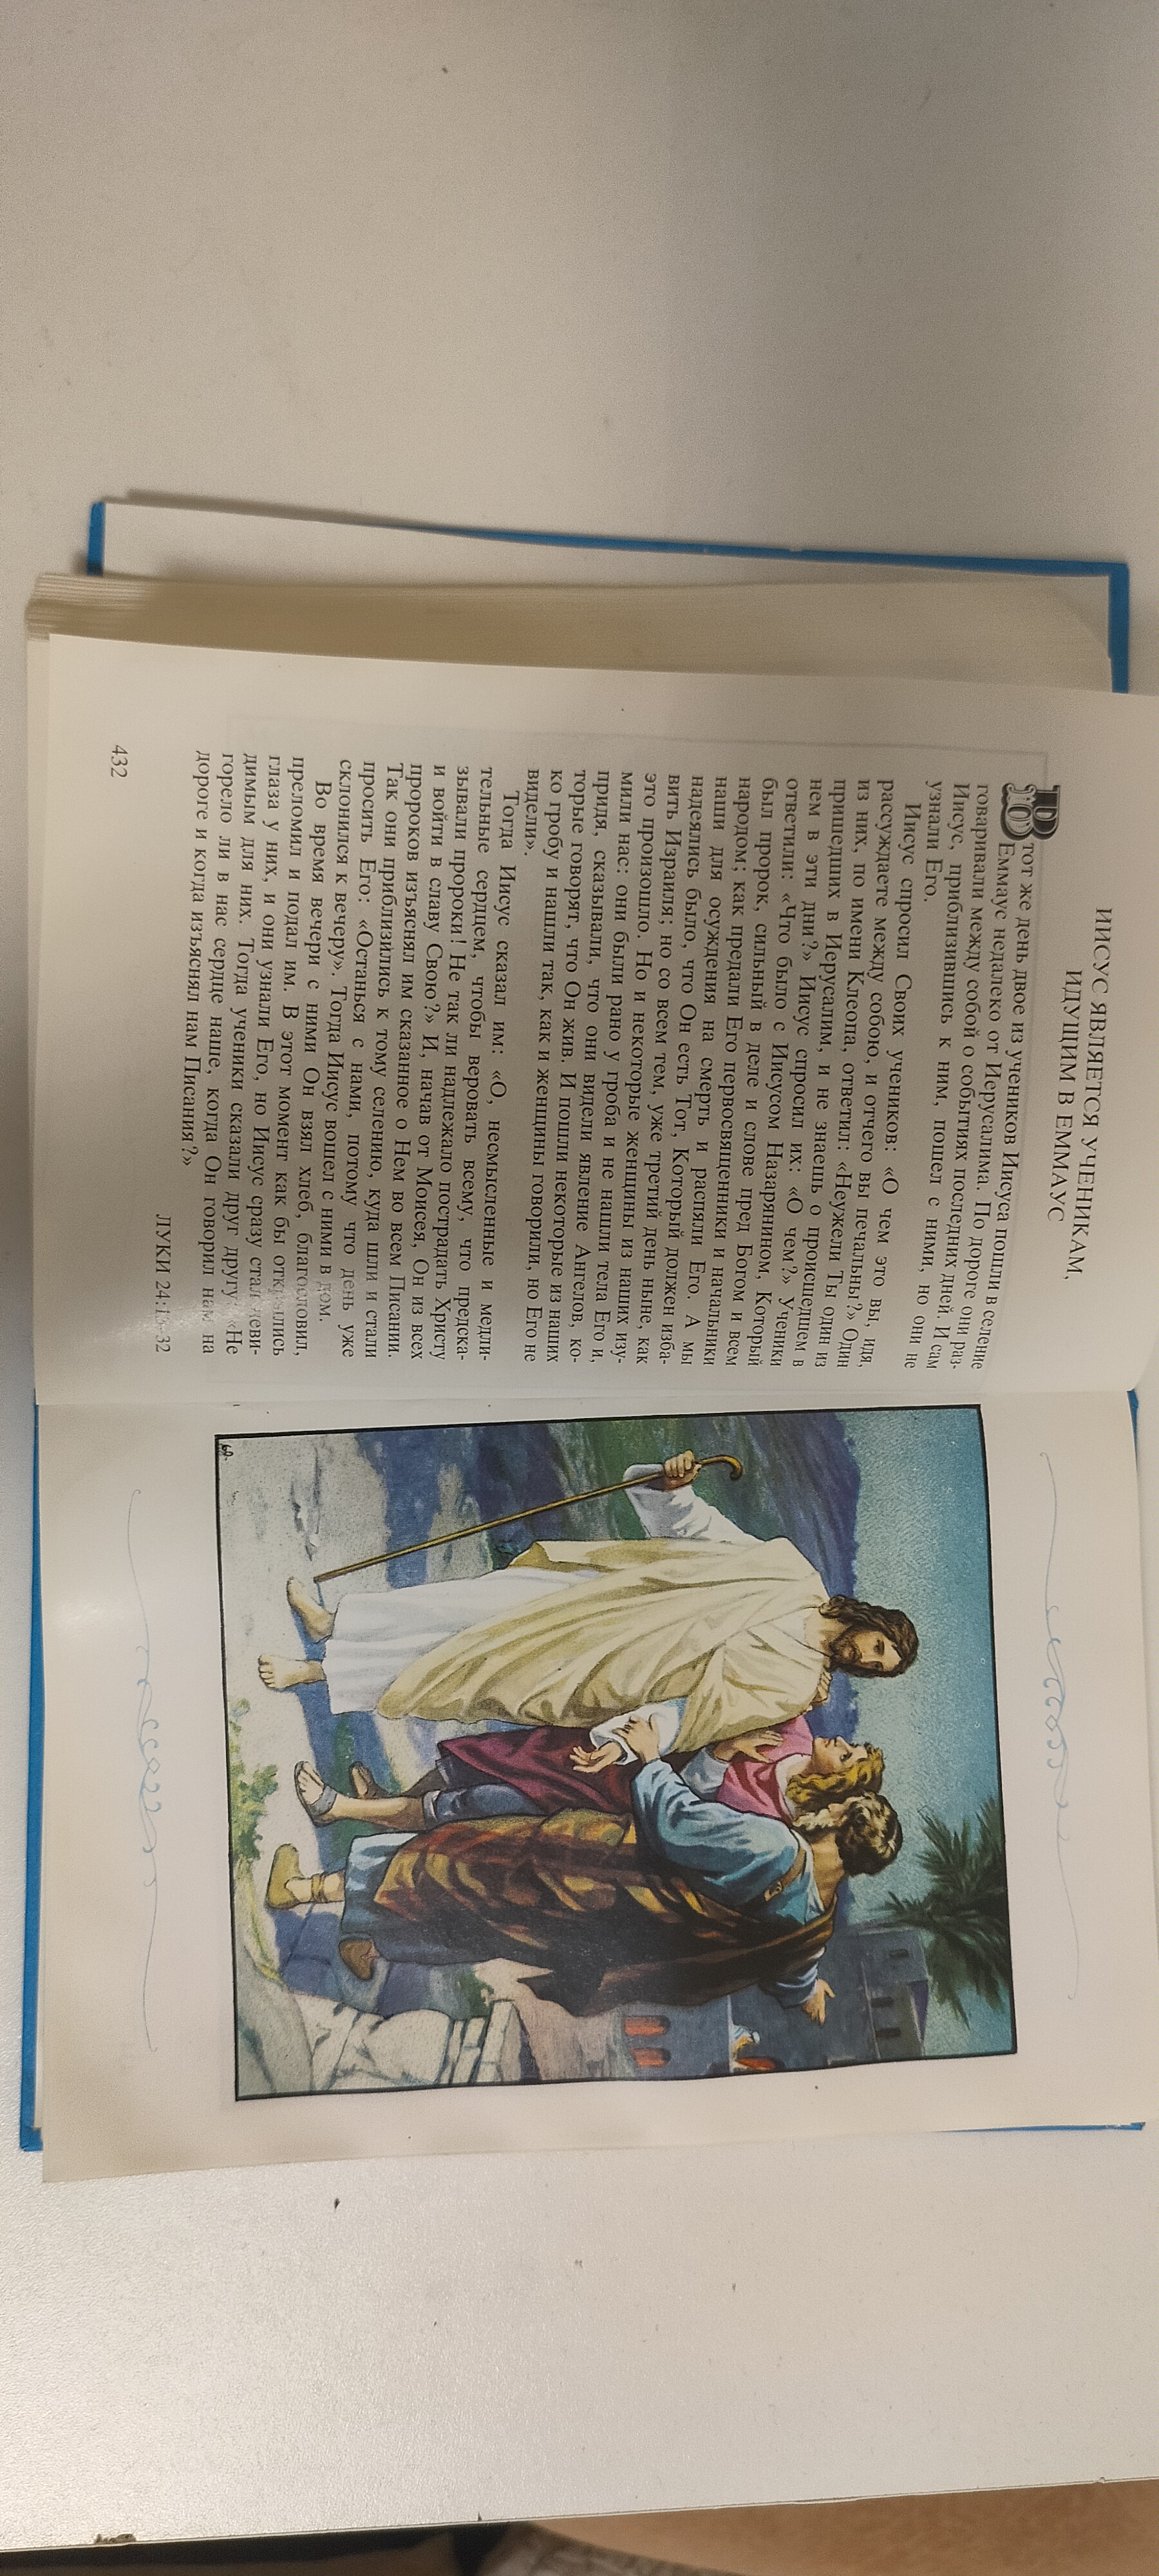 ИИСУС ЯВЛЯЕТСЯ УЧЕНИКАМ,
ИДУЩИМ В ЕММАУС
В тот же день двое из учеников Иисуса пошли в селение
Еммаус недалеко от Иерусалима. По дороге они раз-
говаривали между собой о событиях последних дней. И сам
Иисус, приблизившись к ним, пошел с ними, но они не
узнали Его.
Иисус спросил Своих учеников: «О чем это вы, идя,
рассуждаете между собою, и отчего вы печальны?» Один
из них, по имени Клеопа, ответил: «Неужели Ты один из
пришедших в Иерусалим, и не знаешь о происшедшем в
нем в эти дни?» Иисус спросил их: «О чем?» Ученики
ответили: «Что было с Иисусом Назарянином, Который
был пророк, сильный в деле и слове пред Богом и всем
народом; как предали Его первосвященники и начальники
наши для осуждения на смерть и распяли Его. А мы
надеялись было, что Он есть Тот, Который должен изба-
вить Израиля; но со всем тем, уже третий день ныне, как
это произошло. Но и некоторые женщины из наших изу-
мили нас: они были рано у гроба и не нашли тела Его и,
придя, сказывали, что они видели явление Ангелов, ко-
торые говорят, что Он жив. И пошли некоторые из наших
ко гробу и нашли так, как и женщины говорили, но Его не
видели».
Тогда Иисус сказал им: «О, несмысленные и медли-
тельные сердцем, чтобы веровать всему, что предска-
зывали пророки! Не так ли надлежало пострадать Христу
и войти в славу Свою?» И, начав от Моисея, Он из всех
пророков изъяснял им сказанное о Нем во всем Писании.
Так они приблизились к тому селению, куда шли и стали
просить Его: «Останься с нами, потому что день уже
склонился к вечеру». Тогда Иисус вошел с ними в дом.
Во время вечери с ними Он взял хлеб, благословил,
преломил и подал им. В этот момент как бы открылись
глаза у них, и они узнали Его, но Иисус сразу стал неви-
димым для них. Тогда ученики сказали друг другу: «Не
горело ли в нас сердце наше, когда Он говорил нам на
дороге и когда изъяснял нам Писания?»
ЛУКИ 24:13-32
432